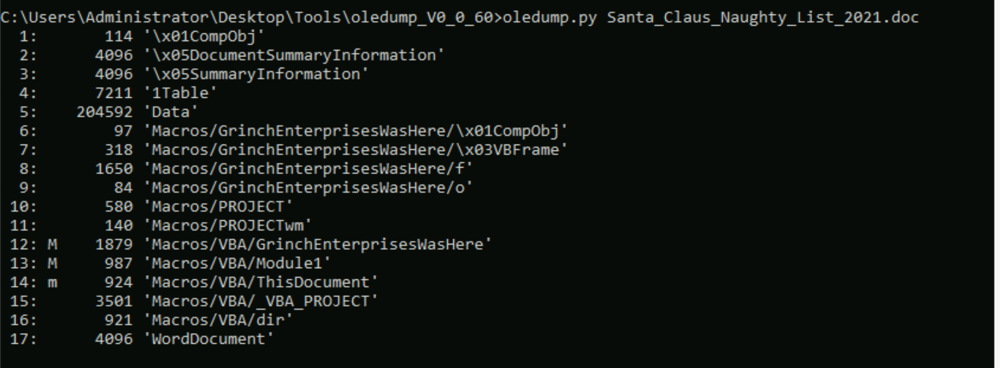 C:\Users\Administrator\Desktop\Tools\oledump_V0_0_60>oledump.py Santa_Claus_Naughty_List_2021.doc
  1:       114 '\x01CompObj'
  2:      4096 '\x05DocumentSummaryInformation'
  3:      4096 '\x05SummaryInformation'
  4:      7211 '1Table'
  5:    204592 'Data'
  6:        97 'Macros/GrinchEnterprisesWasHere/\x01CompObj'
  7:       318 'Macros/GrinchEnterprisesWasHere/\x03VBFrame'
  8:      1650 'Macros/GrinchEnterprisesWasHere/f'
  9:        84 'Macros/GrinchEnterprisesWasHere/o'
 10:       580 'Macros/PROJECT'
 11:       140 'Macros/PROJECTwm'
 12: M    1879 'Macros/VBA/GrinchEnterprisesWasHere'
 13: M     987 'Macros/VBA/Module1'
 14: m     924 'Macros/VBA/ThisDocument'
 15:      3501 'Macros/VBA/_VBA_PROJECT'
 16:       921 'Macros/VBA/dir'
 17:      4096 'WordDocument'